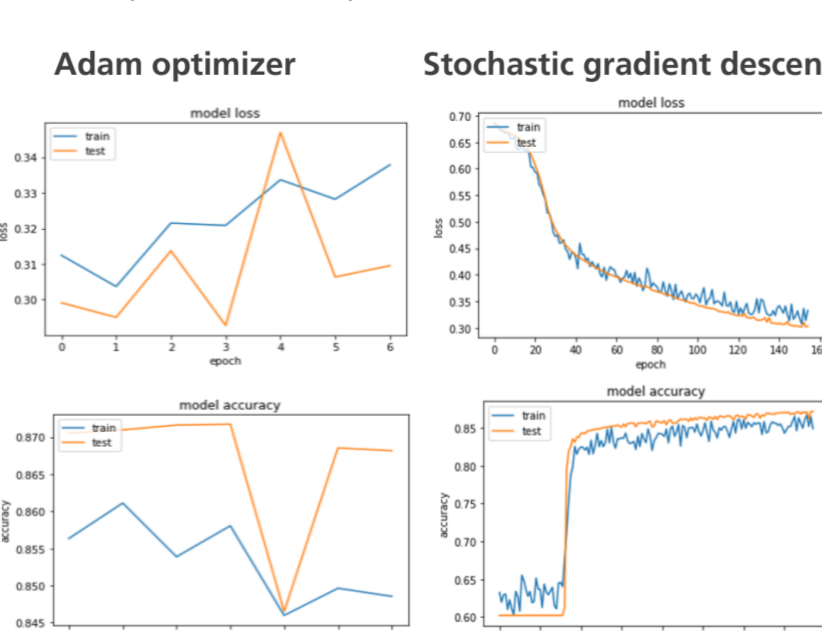 Adam optimizer
Stochastic gradient descen
model loss
train
test
0.34
0.33
0.32
0.31
0.30
loss
0 1 2 3 4 5 6
epoch
model loss
train
test
0.70
0.65
0.60
0.55
0.50
0.45
0.40
0.35
0.30
loss
0 20 40 60 80 100 120 140 16
epoch
model accuracy
train
test
0.870
0.865
0.860
0.855
0.850
0.845
accuracy
model accuracy
train
test
0.85
0.80
0.75
0.70
0.65
0.60
accuracy